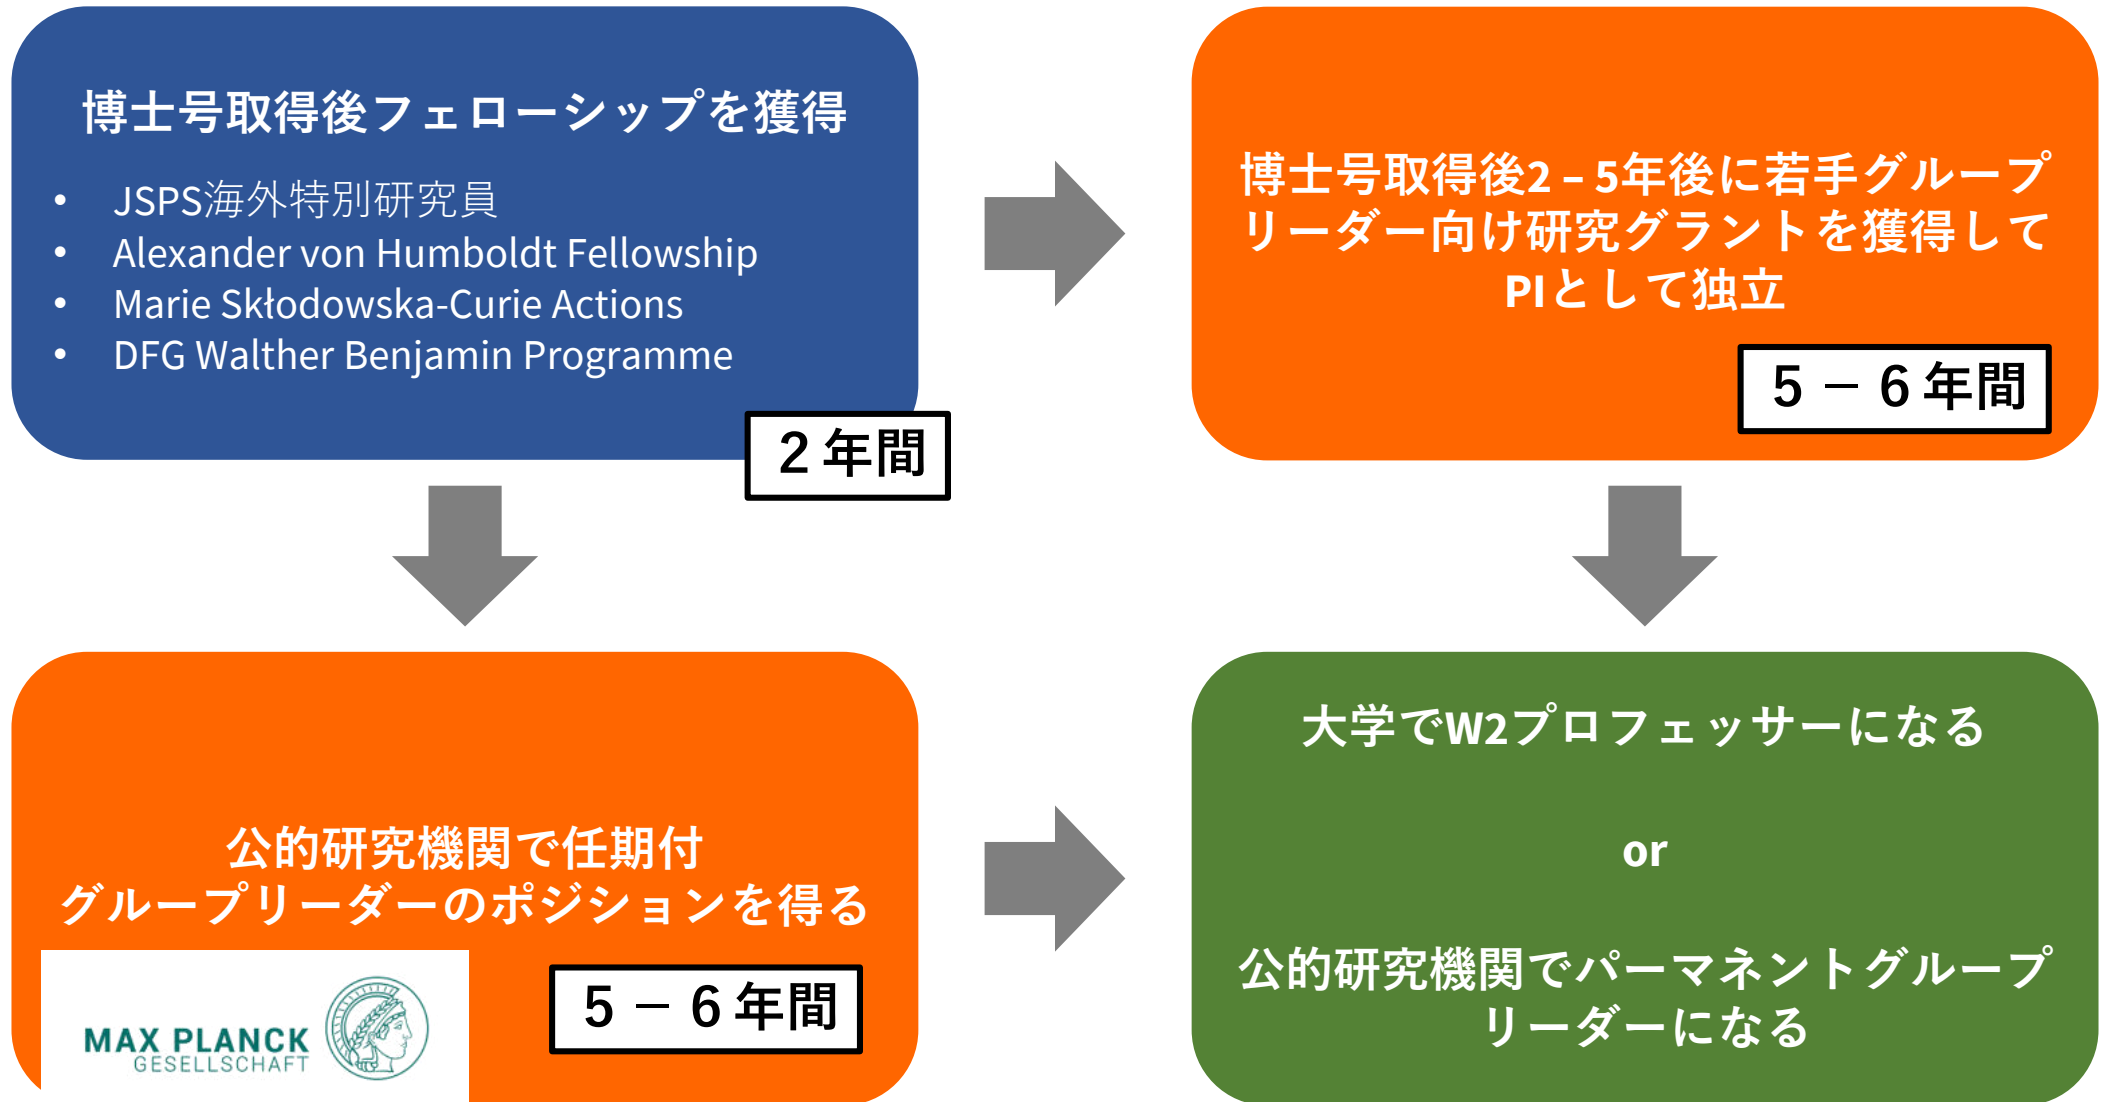 博士号取得後フェローシップを獲得
• JSPS海外特別研究員
• Alexander von Humboldt Fellowship
• Marie Skłodowska-Curie Actions
• DFG Walther Benjamin Programme
２年間
博士号取得後2 – 5年後に若手グループ
リーダー向け研究グラントを獲得して
PIとして独立
５－６年間
公的研究機関で任期付
グループリーダーのポジションを得る
MAX PLANCK
GESELLSCHAFT
５－６年間
大学でW2プロフェッサーになる
or
公的研究機関でパーマネントグループ
リーダーになる